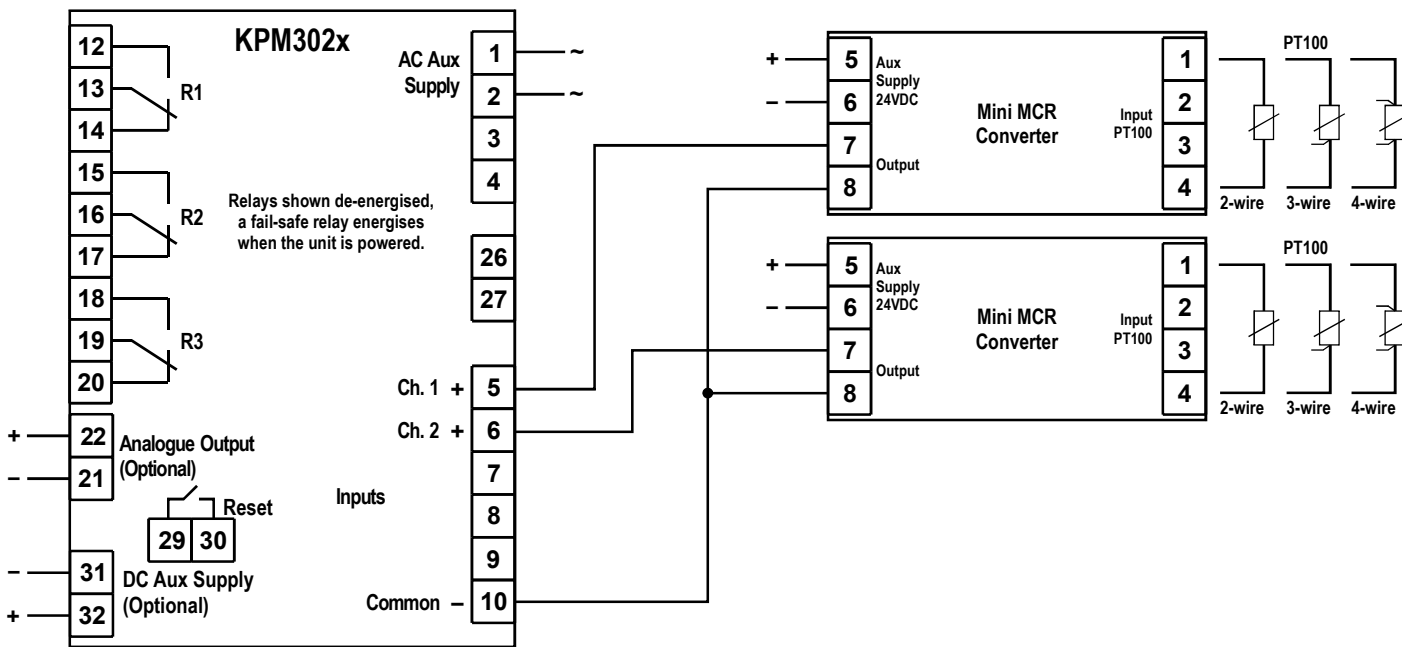 KPM302x
12
13
14
R1
15
16
17
R2
18
19
20
R3
+ 22
- 21
Analogue Output
(Optional)
Reset
29 30
- 31
+ 32
DC Aux Supply
(Optional)
Relays shown de-energised,
a fail-safe relay energises
when the unit is powered.
AC Aux
Supply
1 ~
2 ~
3
4
26
27
Inputs
Ch. 1 + 5
Ch. 2 + 6
7
8
9
Common – 10
+ 5
– 6
7
8
Aux
Supply
24VDC
Output
Mini MCR
Converter
Input
PT100
1
2
3
4
PT100
2-wire 3-wire 4-wire
+ 5
– 6
7
8
Aux
Supply
24VDC
Output
Mini MCR
Converter
Input
PT100
1
2
3
4
PT100
2-wire 3-wire 4-wire